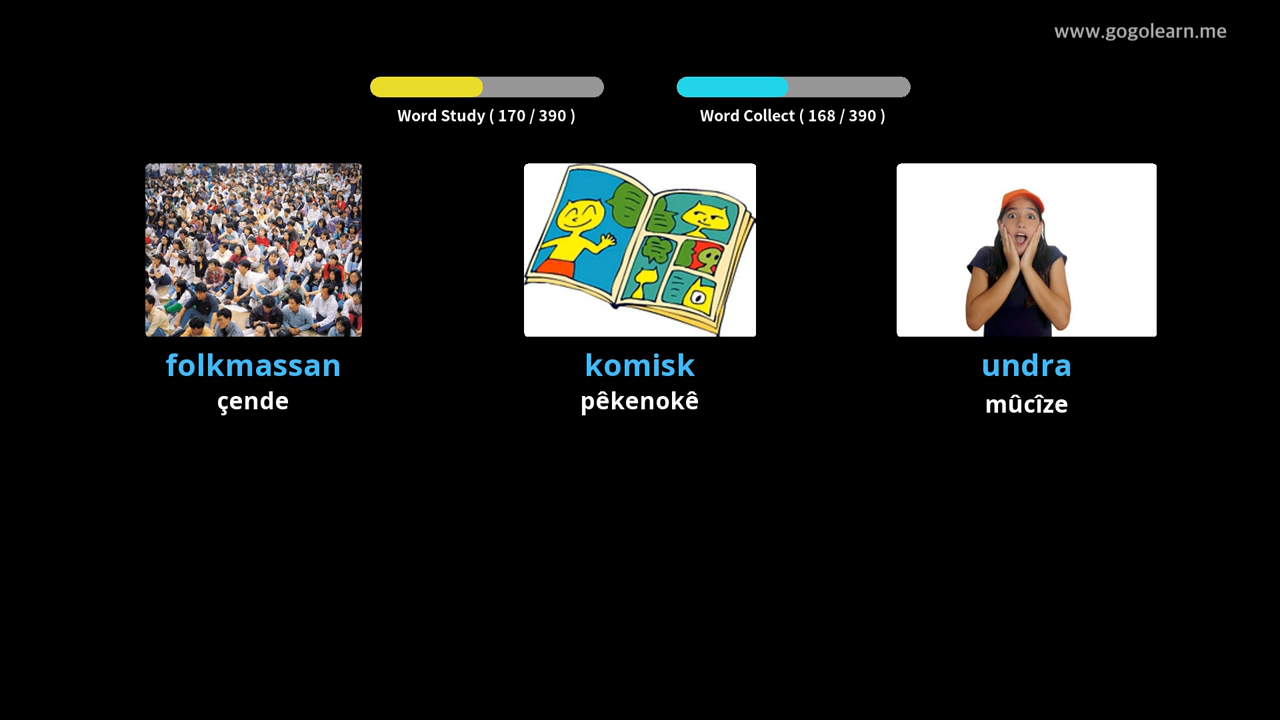 www.gogolearn.me
Word Study ( 170 / 390 )
Word Collect ( 168 / 390 )
folkmassan
komisk
undra
çende
pêkenokê
mûcîze